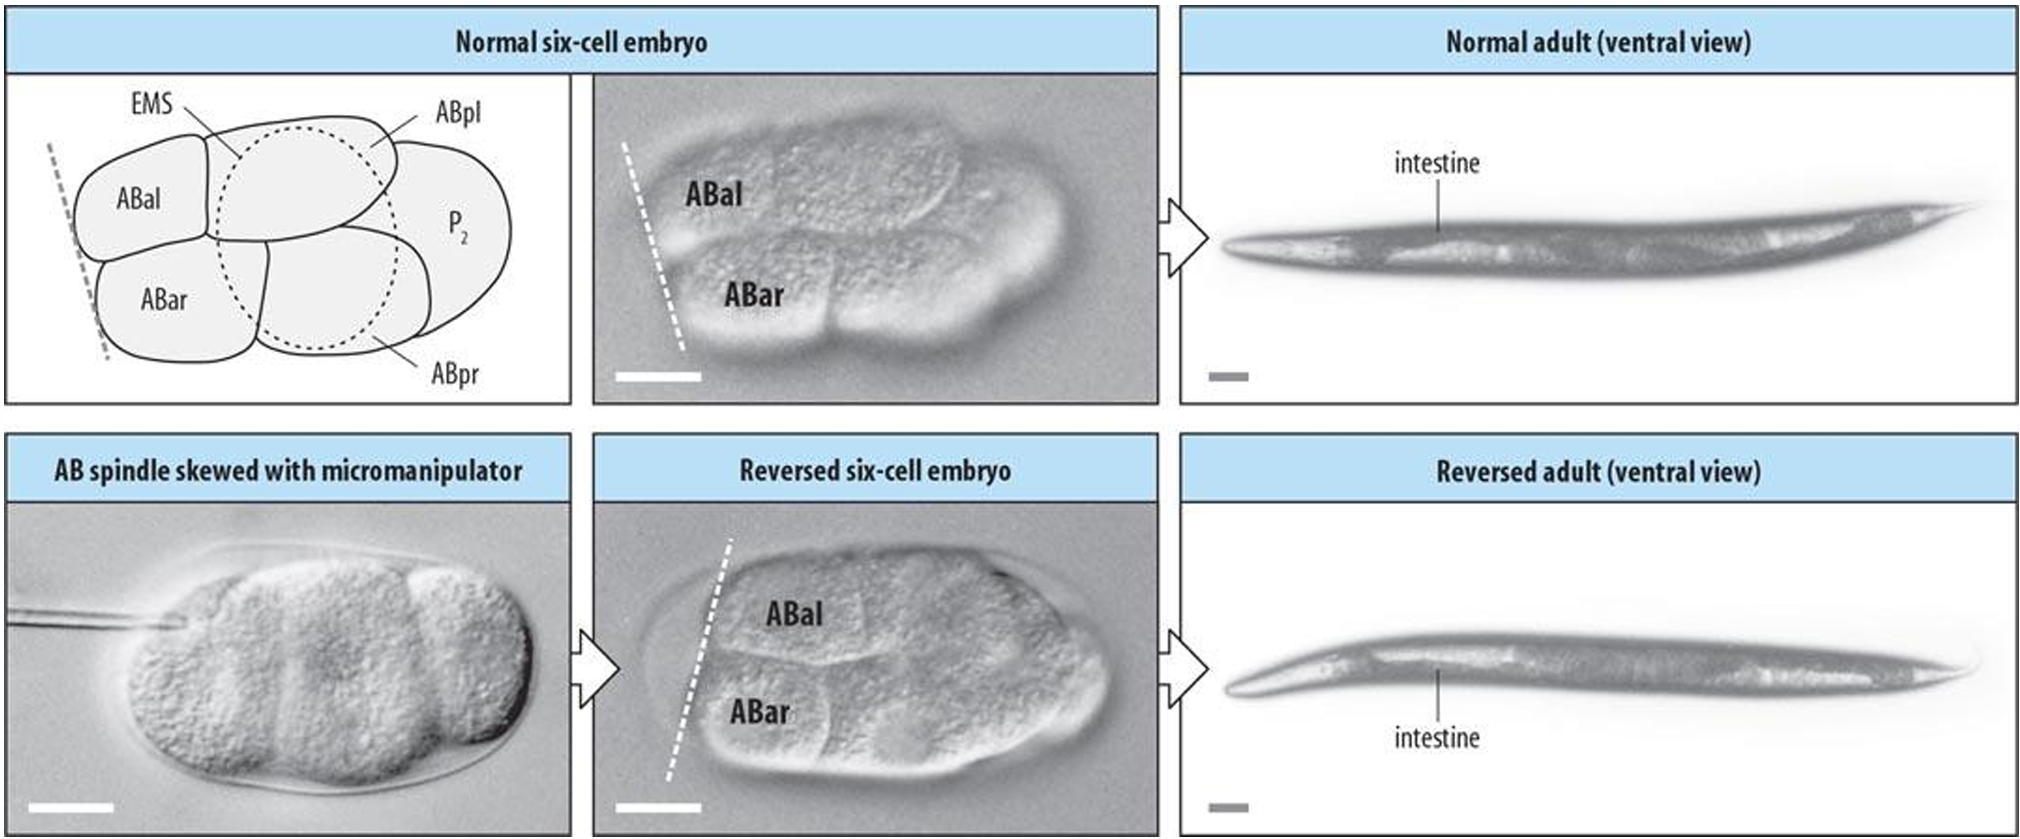 Normal six-cell embryo
Normal adult (ventral view)
EMS
ABpl
ABal
P2
ABar
ABpr
ABal
ABar
intestine
AB spindle skewed with micromanipulator
Reversed six-cell embryo
Reversed adult (ventral view)
ABal
ABar
intestine